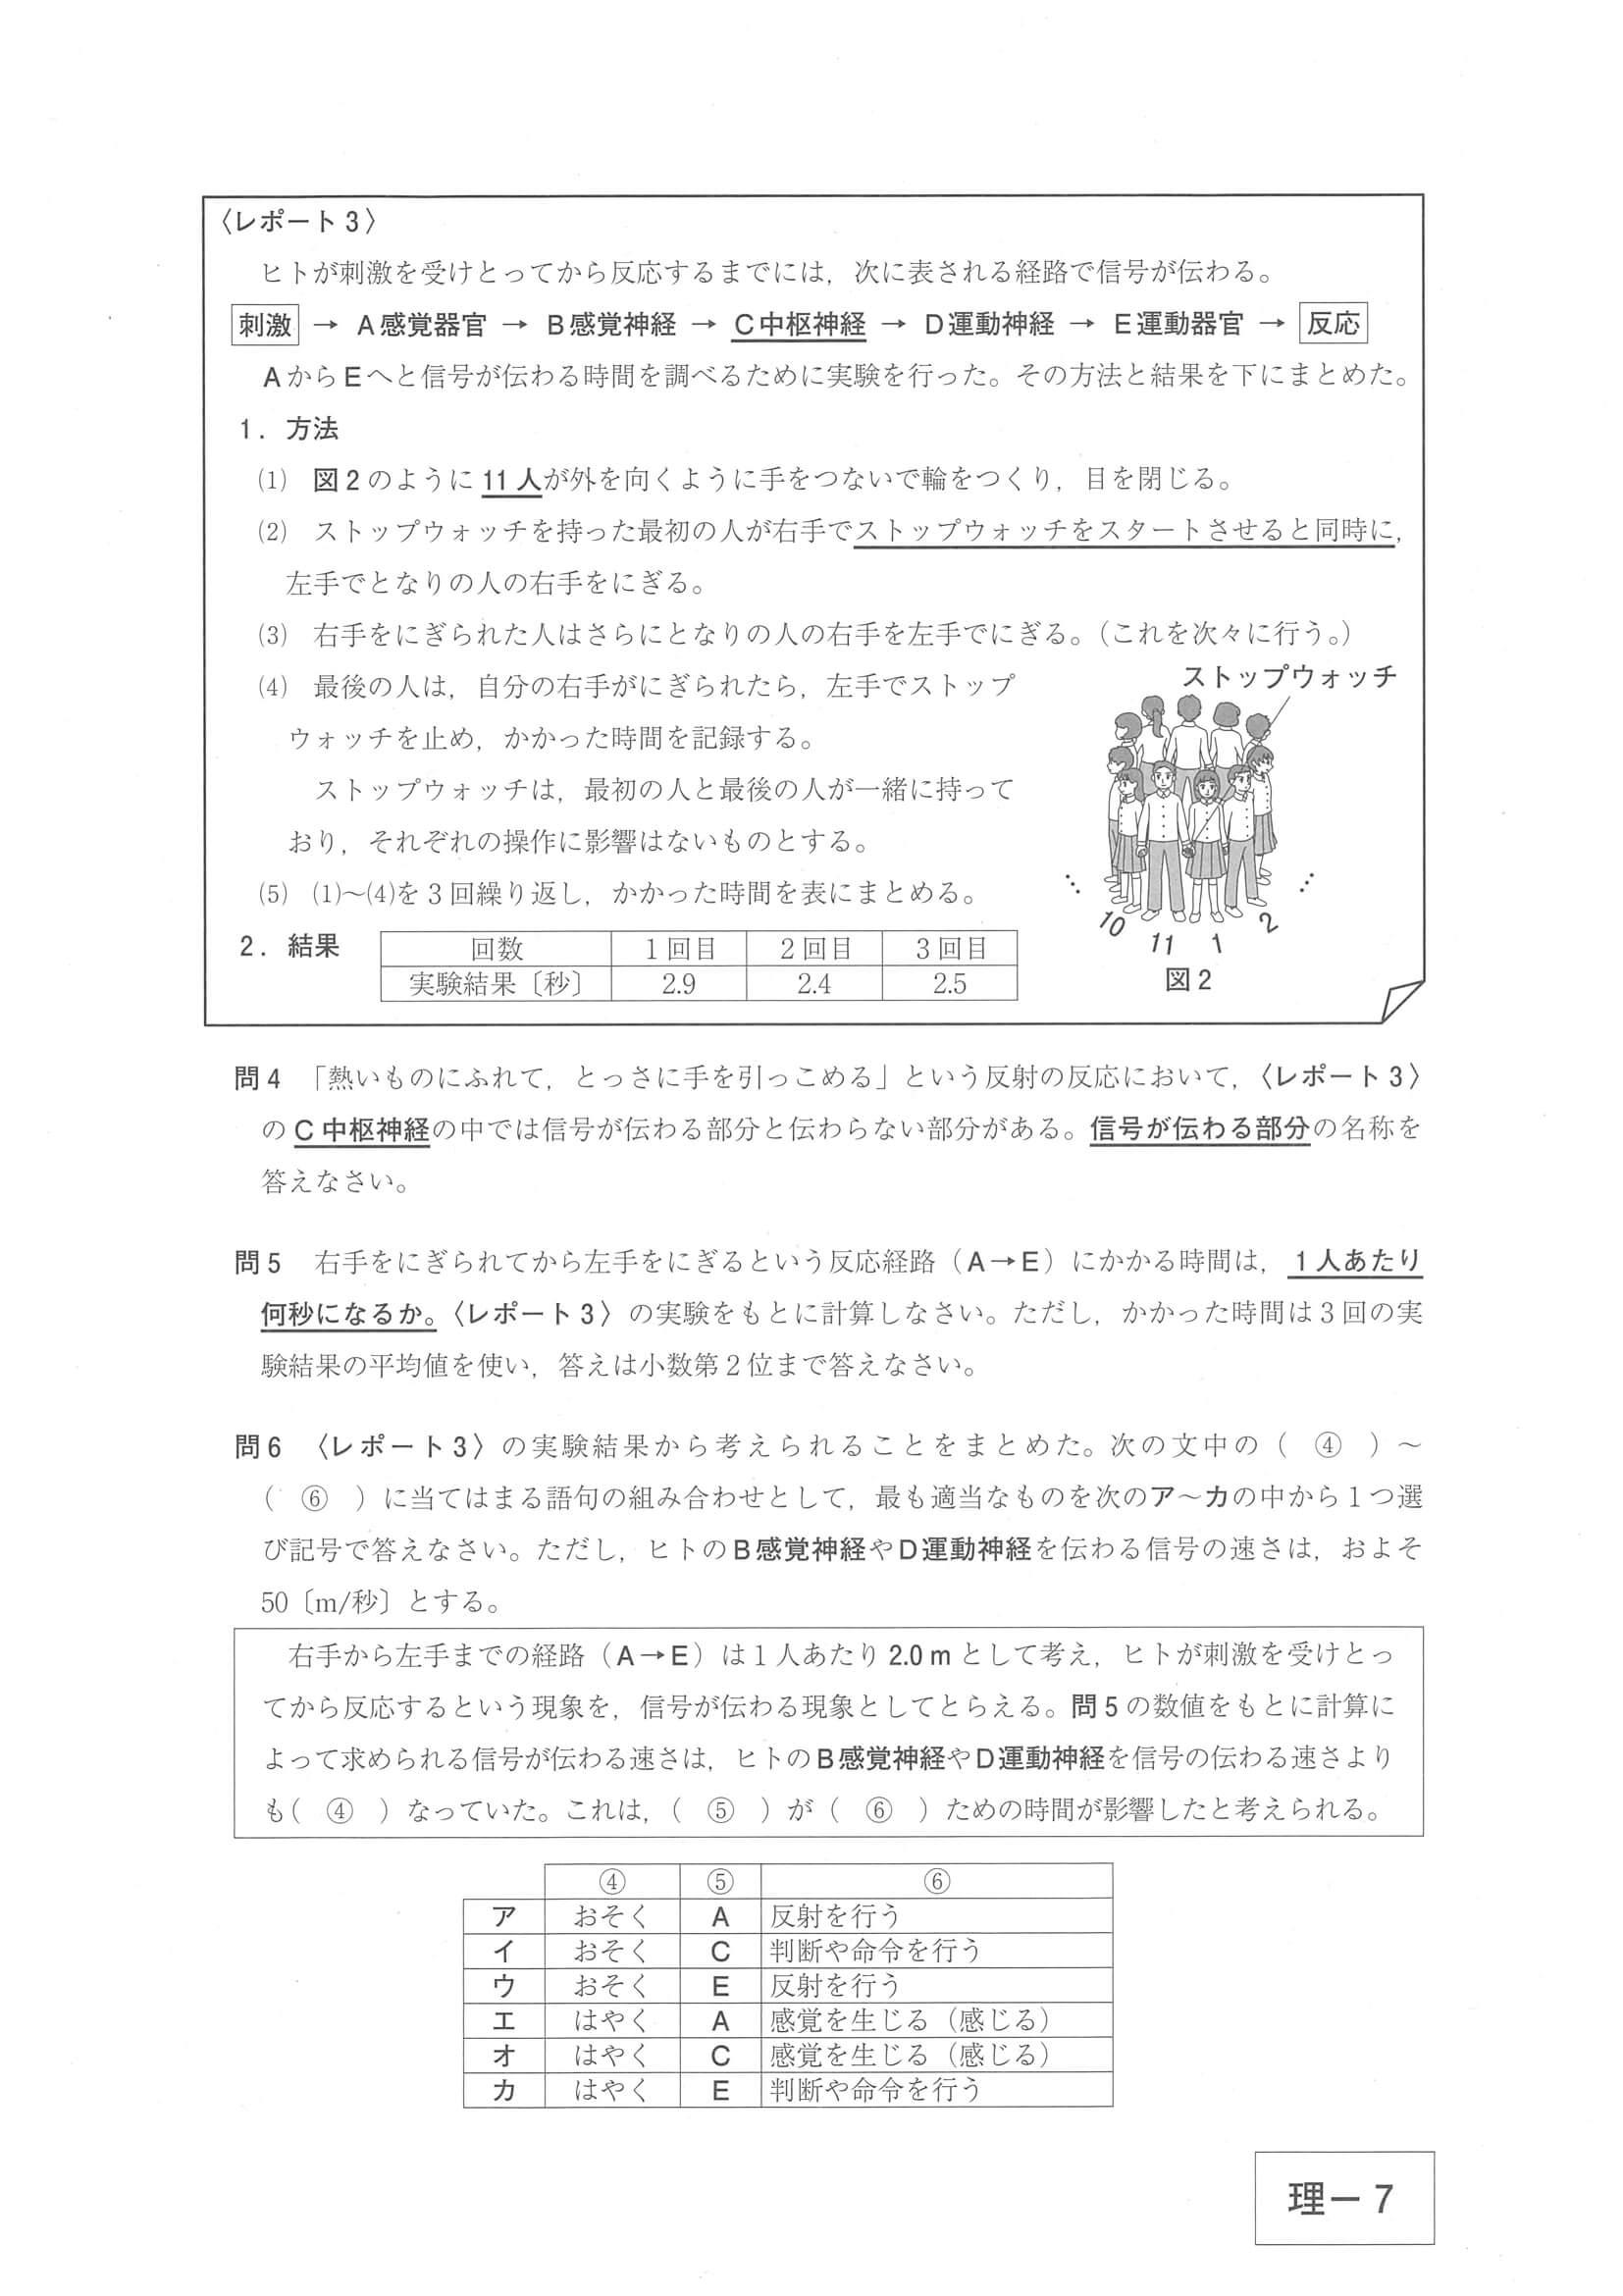 〈レポート3〉
ヒトが刺激を受けとってから反応するまでには，次に表される経路で信号が伝わる。
刺激 → A感覚器官 → B感覚神経 → C中枢神経 → D運動神経 → E運動器官 → 反応
AからEへと信号が伝わる時間を調べるために実験を行った。その方法と結果を下にまとめた。
1．方法
⑴ 図2のように11人が外を向くように手をつないで輪をつくり，目を閉じる。
⑵ ストップウォッチを持った最初の人が右手でストップウォッチをスタートさせると同時に，
左手でとなりの人の右手をにぎる。
⑶ 右手をにぎられた人はさらにとなりの人の右手を左手でにぎる。（これを次々に行う。）
⑷ 最後の人は，自分の右手がにぎられたら，左手でストップ
ウォッチを止め，かかった時間を記録する。
ストップウォッチは，最初の人と最後の人が一緒に持って
おり，それぞれの操作に影響はないものとする。
⑸ ⑴～⑷を3回繰り返し，かかった時間を表にまとめる。
ストップウォッチ
… 10 11 1 2 …
図2
2．結果
回数 1回目 2回目 3回目
実験結果〔秒〕 2.9 2.4 2.5
問4 「熱いものにふれて，とっさに手を引っこめる」という反射の反応において，〈レポート3〉
のC中枢神経の中では信号が伝わる部分と伝わらない部分がある。信号が伝わる部分の名称を
答えなさい。
問5 右手をにぎられてから左手をにぎるという反応経路（A→E）にかかる時間は，1人あたり
何秒になるか。〈レポート3〉の実験をもとに計算しなさい。ただし，かかった時間は3回の実
験結果の平均値を使い，答えは小数第2位まで答えなさい。
問6 〈レポート3〉の実験結果から考えられることをまとめた。次の文中の（ ④ ）～
（ ⑥ ）に当てはまる語句の組み合わせとして，最も適当なものを次のア～カの中から1つ選
び記号で答えなさい。ただし，ヒトのB感覚神経やD運動神経を伝わる信号の速さは，およそ
50〔m/秒〕とする。
右手から左手までの経路（A→E）は1人あたり2.0 mとして考え，ヒトが刺激を受けとっ
てから反応するという現象を，信号が伝わる現象としてとらえる。問5の数値をもとに計算に
よって求められる信号が伝わる速さは，ヒトのB感覚神経やD運動神経を信号の伝わる速さより
も（ ④ ）なっていた。これは，（ ⑤ ）が（ ⑥ ）ための時間が影響したと考えられる。
④ ⑤ ⑥
ア おそく A 反射を行う
イ おそく C 判断や命令を行う
ウ おそく E 反射を行う
エ はやく A 感覚を生じる（感じる）
オ はやく C 感覚を生じる（感じる）
カ はやく E 判断や命令を行う
理－7